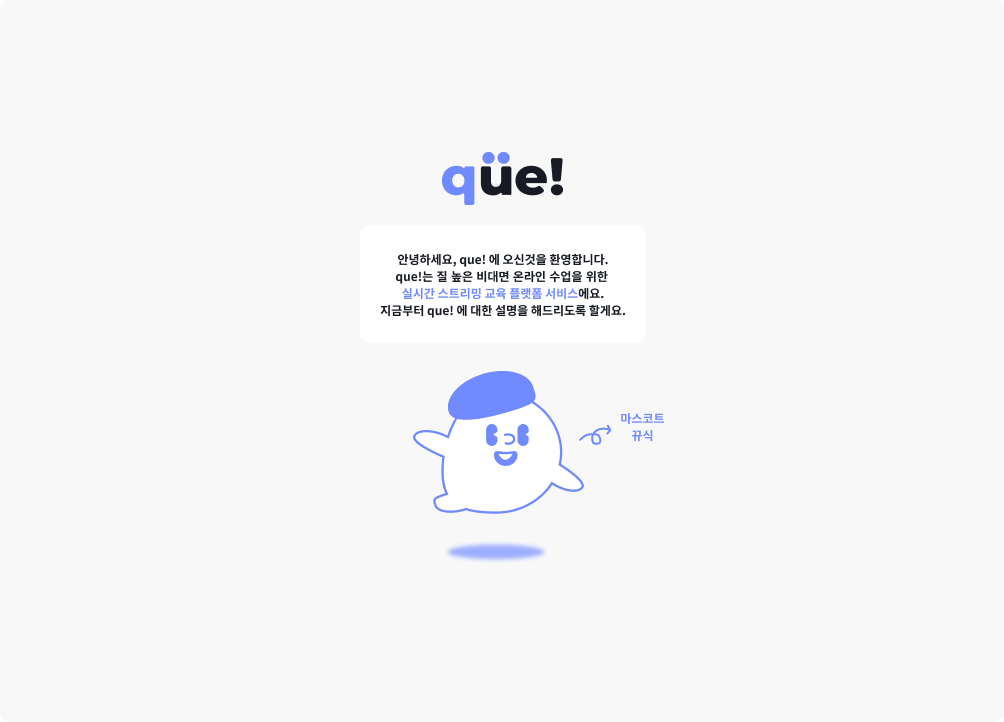 qüe!
안녕하세요, que! 에 오신것을 환영합니다.
que!는 질 높은 비대면 온라인 수업을 위한
실시간 스트리밍 교육 플랫폼 서비스에요.
지금부터 que! 에 대한 설명을 해드리도록 할게요.
마스코트
뀨식